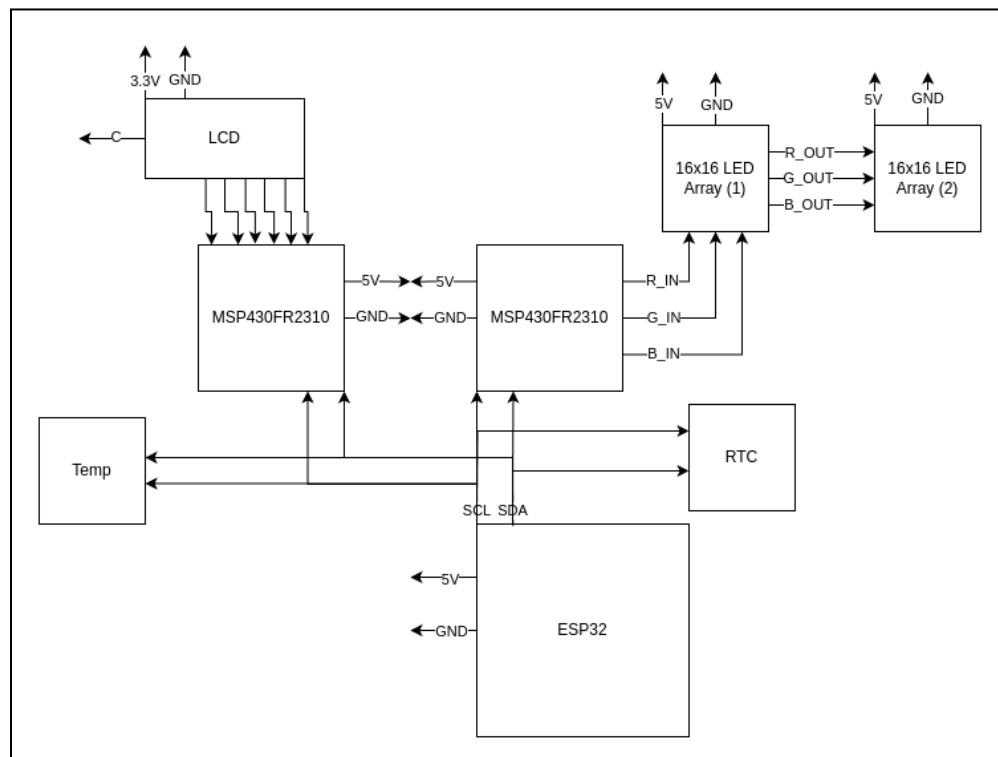 3.3V
GND
C
LCD
5V
GND
16x16 LED
Array (1)
R_OUT
G_OUT
B_OUT
5V
GND
16x16 LED
Array (2)
MSP430FR2310
5V
GND
5V
GND
MSP430FR2310
R_IN
G_IN
B_IN
Temp
RTC
SCL
SDA
5V
GND
ESP32